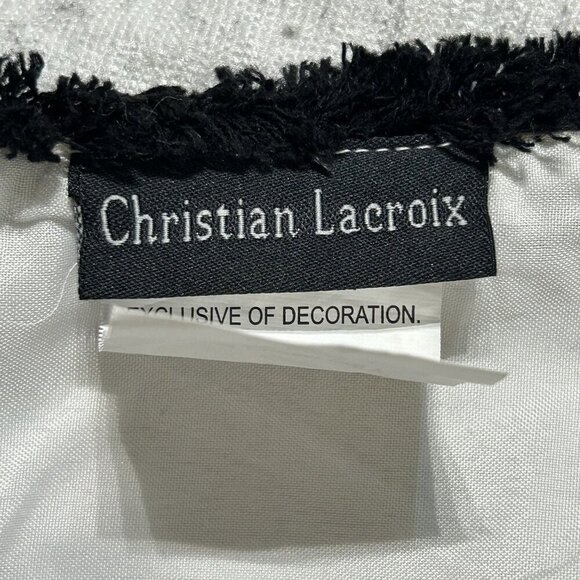 Christian Lacroix
EXCLUSIVE OF DECORATION.